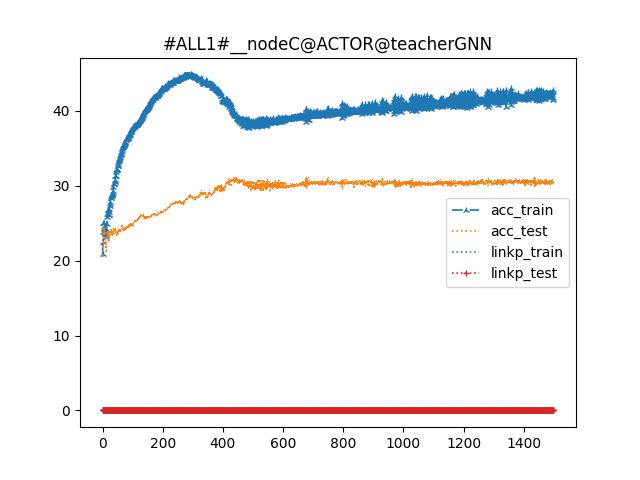 #ALL1#__nodeC@ACTOR@teacherGNN
40
30
20
10
0
acc_train
acc_test
linkp_train
linkp_test
0 200 400 600 800 1000 1200 1400